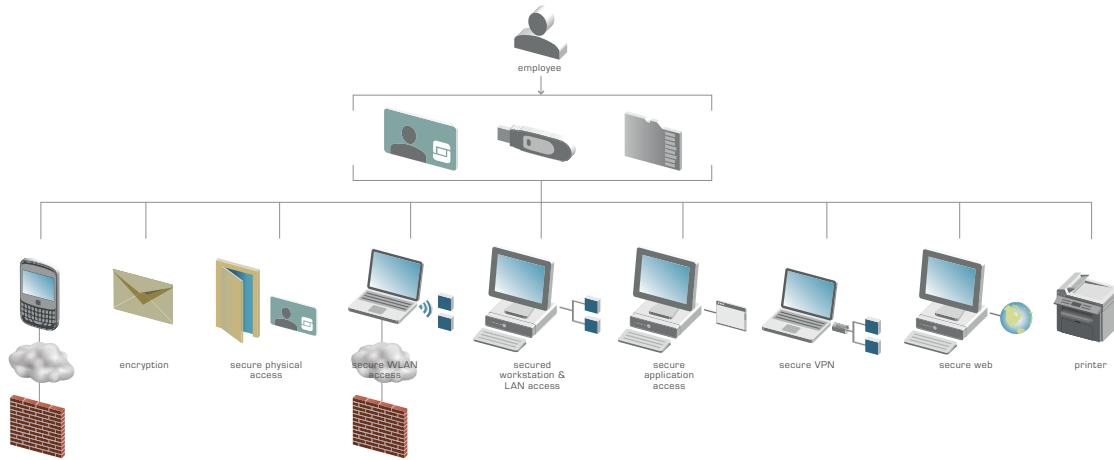 employee
encryption
secure physical
access
secure WLAN
access
secured
workstation &
LAN access
secure
application
access
secure VPN
secure web
printer